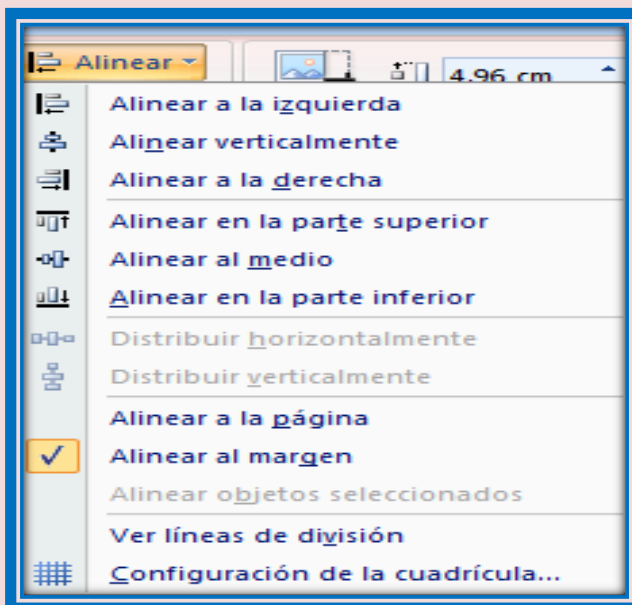 Alinear
4.96 cm
Alinear a la izquierda
Alinear verticalmente
Alinear a la derecha
Alinear en la parte superior
Alinear al medio
Alinear en la parte inferior
Distribuir horizontalmente
Distribuir verticalmente
Alinear a la página
Alinear al margen
Alinear objetos seleccionados
Ver líneas de división
Configuración de la cuadrícula...